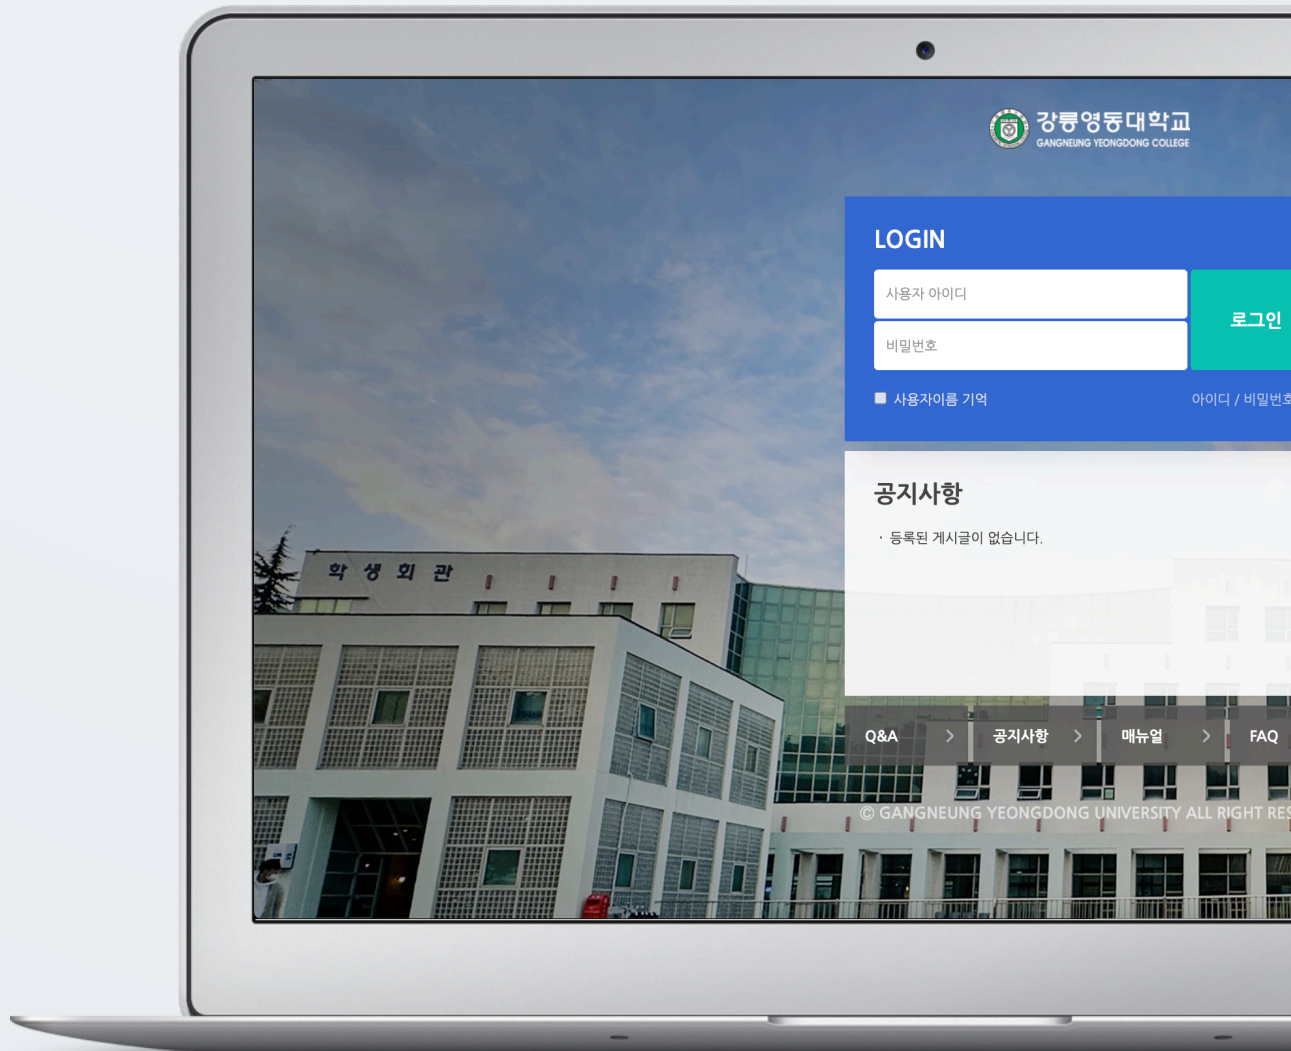 강릉영동대학교
GANGNEUNG YEONGDONG COLLEGE
LOGIN
사용자 아이디
로그인
비밀번호
사용자이름 기억
아이디 / 비밀번호
공지사항
· 등록된 게시글이 없습니다.
학생회관
Q&A
공지사항
매뉴얼
FAQ
© GANGNEUNG YEONGDONG UNIVERSITY ALL RIGHT RES